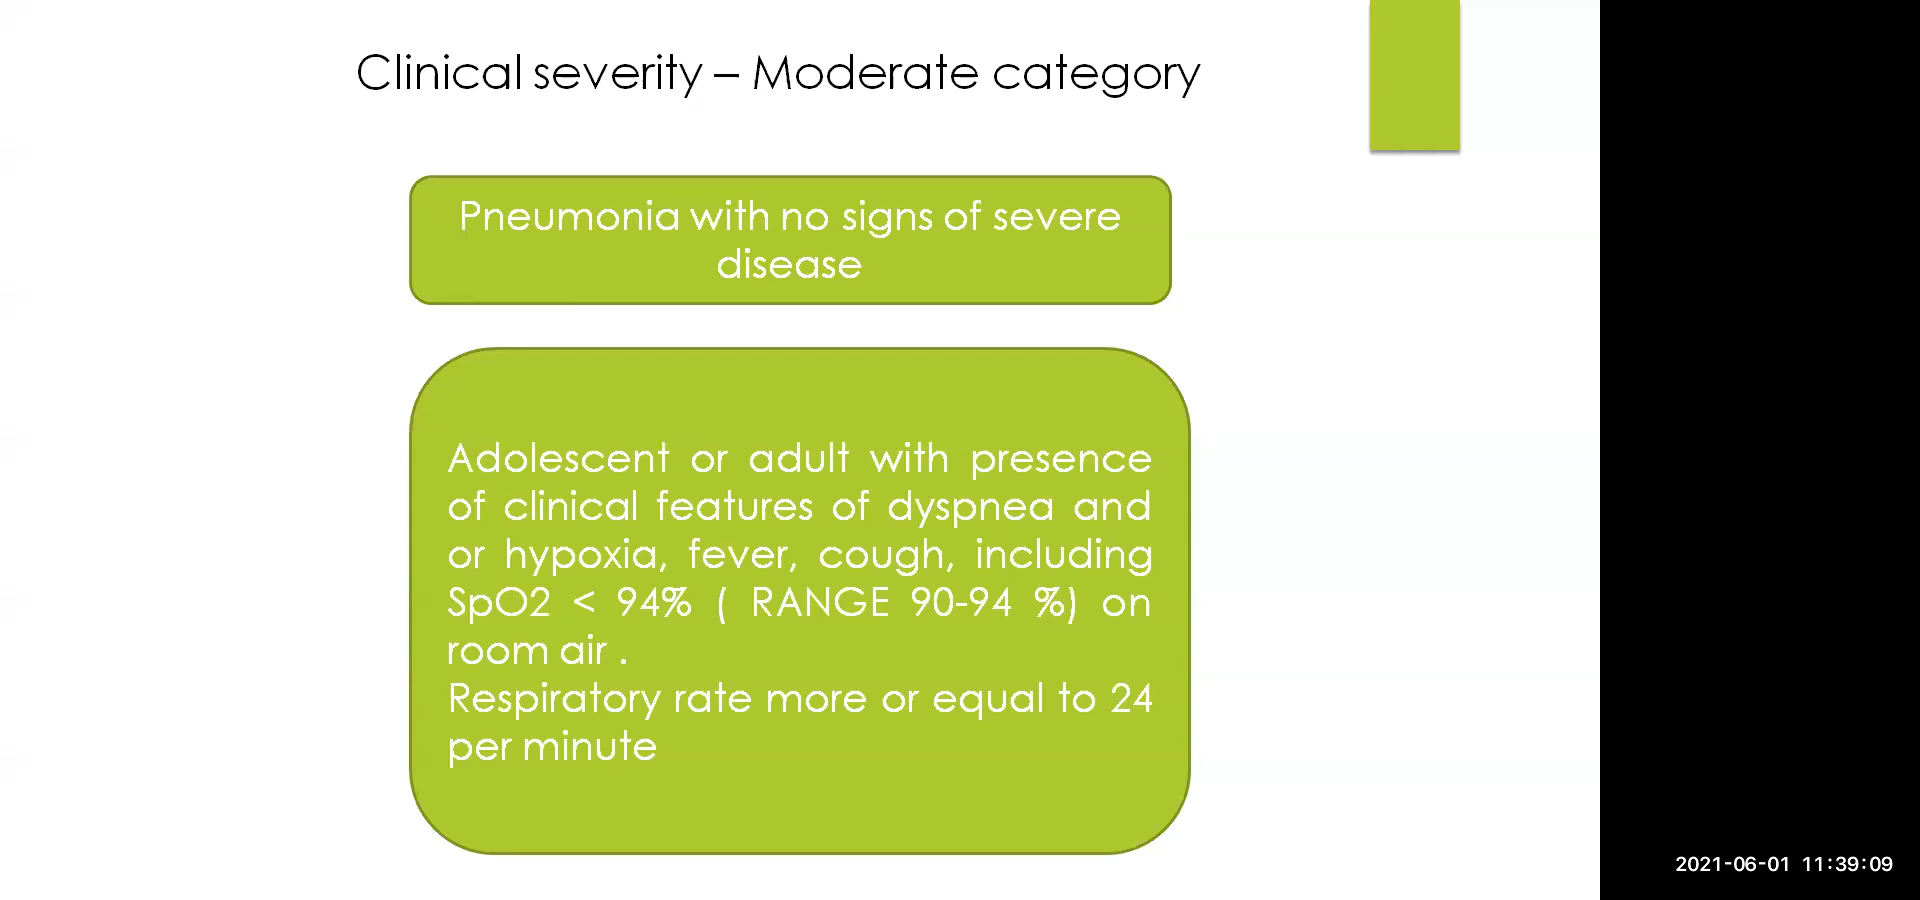 Clinical severity – Moderate category
Pneumonia with no signs of severe
disease
Adolescent or adult with presence
of clinical features of dyspnea and
or hypoxia, fever, cough, including
SpO2 < 94% ( RANGE 90-94 %) on
room air .
Respiratory rate more or equal to 24
per minute
2021-06-01 11:39:09